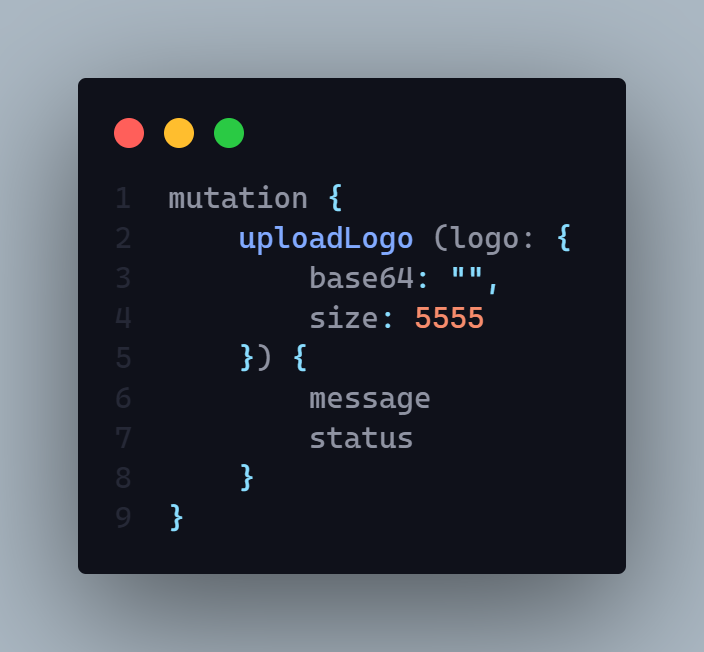 1 mutation {
2     uploadLogo (logo: {
3         base64: "",
4         size: 5555
5     }) {
6         message
7         status
8     }
9 }